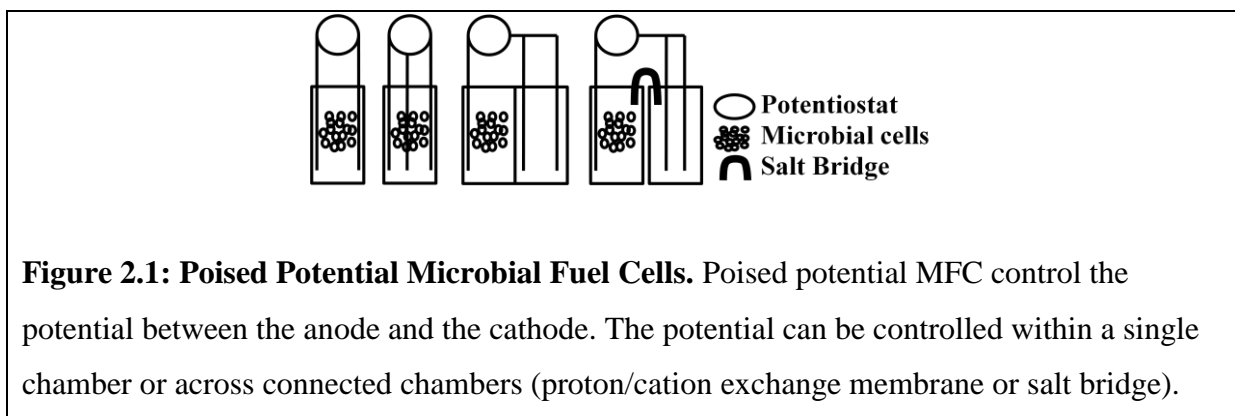 Potentiostat
Microbial cells
Salt Bridge
Figure 2.1: Poised Potential Microbial Fuel Cells. Poised potential MFC control the
potential between the anode and the cathode. The potential can be controlled within a single
chamber or across connected chambers (proton/cation exchange membrane or salt bridge).